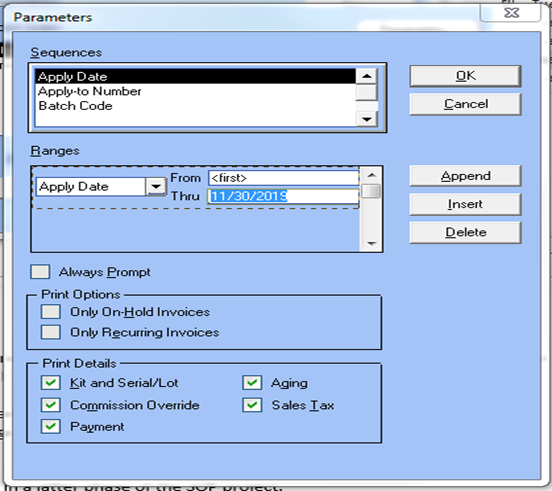 Parameters
Sequences
Apply Date
Apply-to Number
Batch Code
OK
Cancel
Ranges
Apply Date
From <first>
Thru 11/30/2019
Append
Insert
Delete
Always Prompt
Print Options
Only On-Hold Invoices
Only Recurring Invoices
Print Details
Kit and Serial/Lot
Aging
Commission Override
Sales Tax
Payment
in a latter phase of the SOP project.